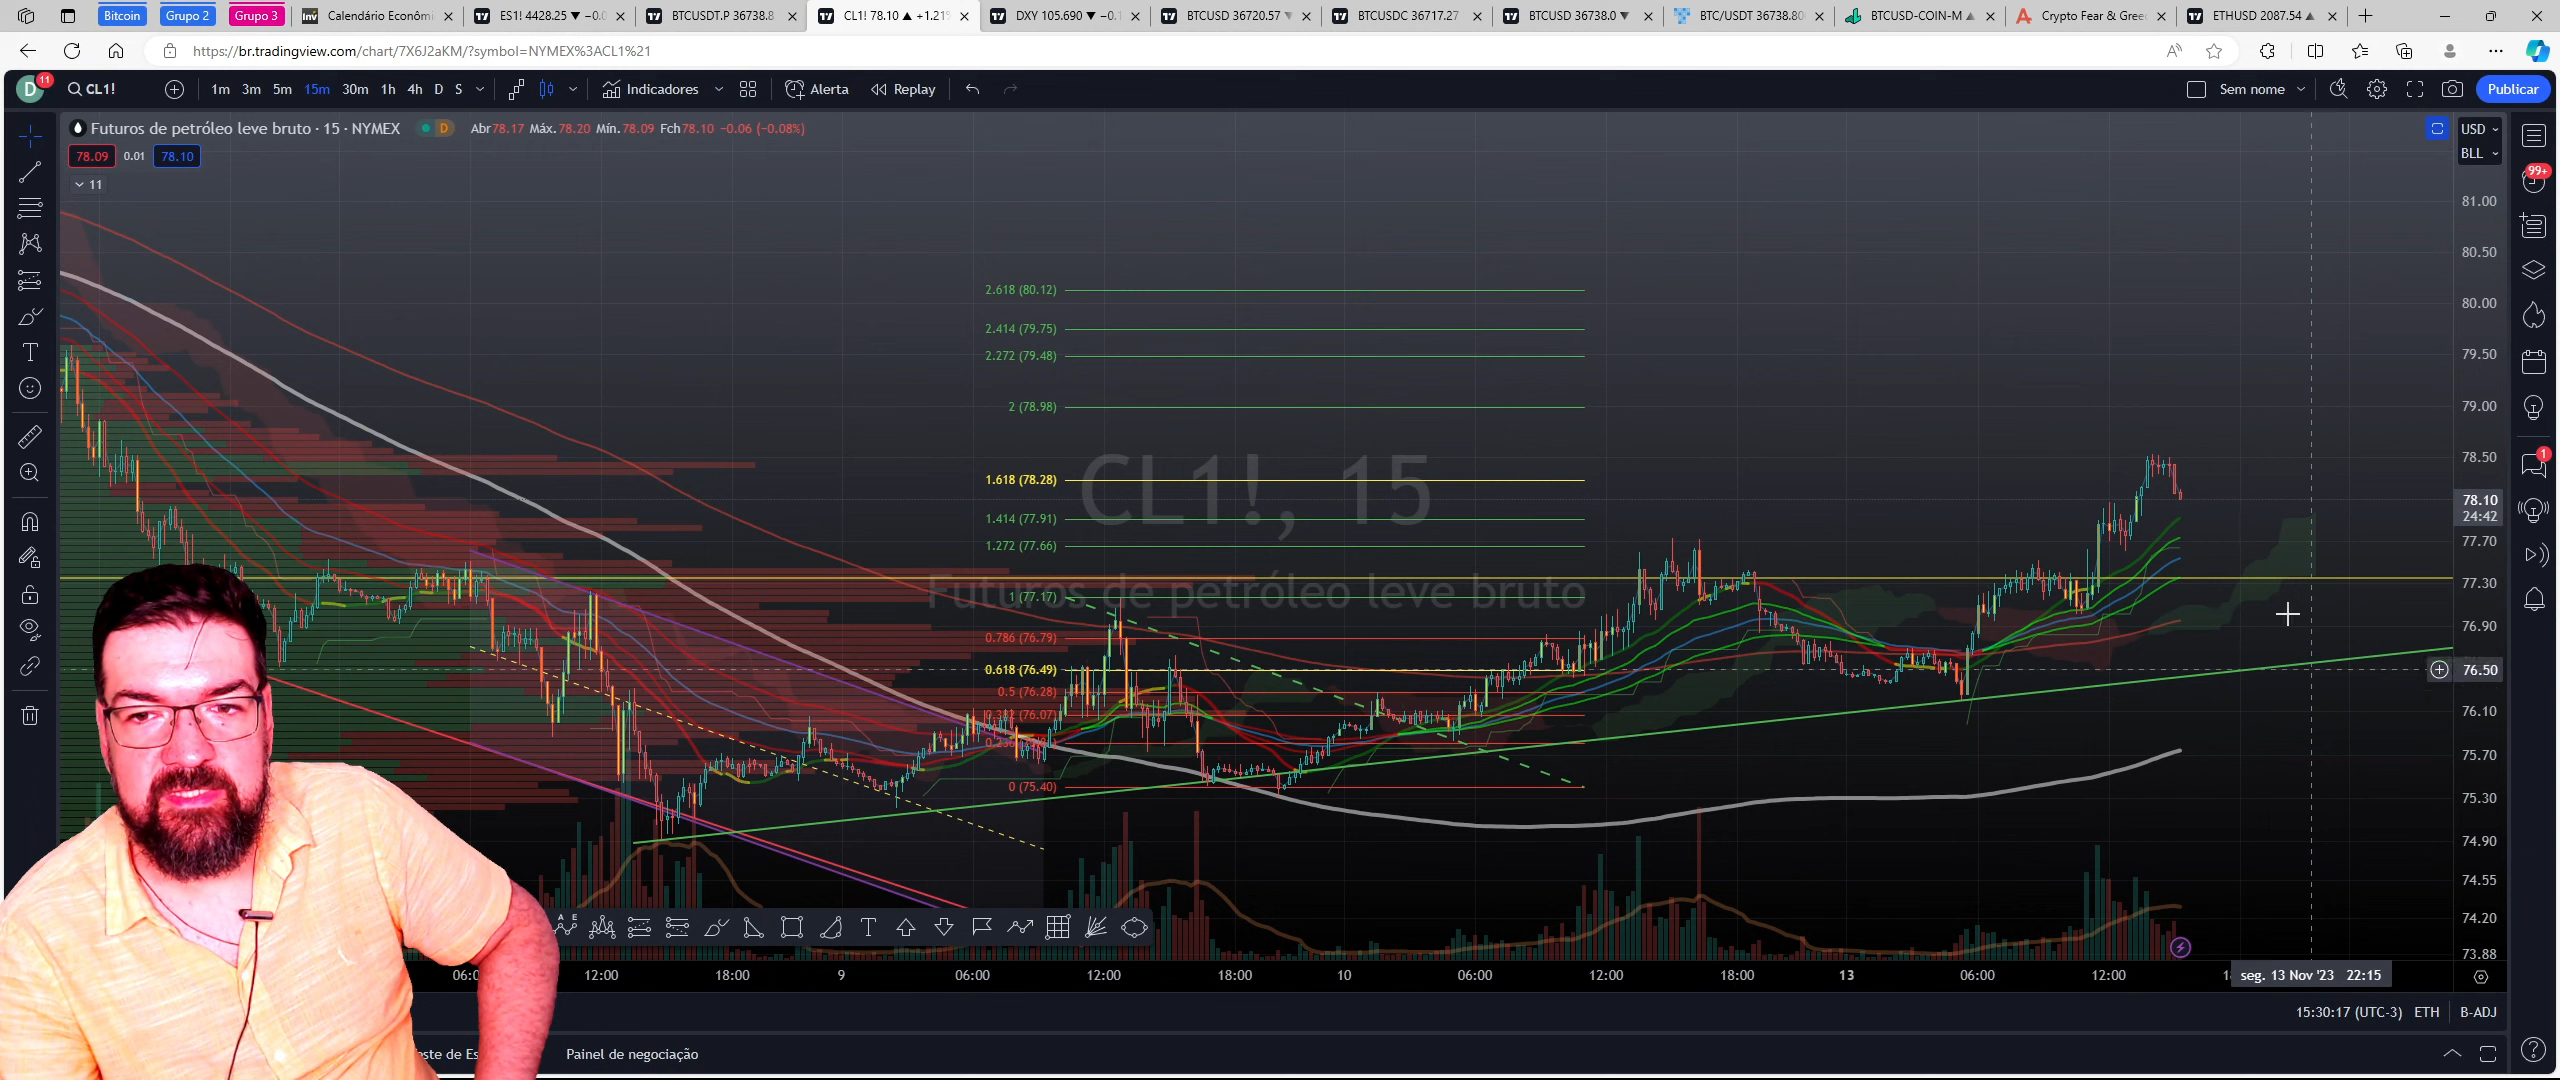 Bitcoin
Grupo 2
Grupo 3
Calendário Econômi
ES1! 4428.25 ▼ −0.0
BTCUSDT.P 36738.8
CL1! 78.10 ▲ +1.21%
DXY 105.690 ▼ −0.1
BTCUSD 36720.57 ▼
BTCUSDC 36717.27
BTCUSD 36738.0 ▼
BTC/USDT 36738.80
BTCUSD-COIN-M ▲
Crypto Fear & Gree
ETHUSD 2087.54 ▲
https://br.tradingview.com/chart/7X6J2aKM/?symbol=NYMEX%3ACL1%21
D
11
CL1!
1m 3m 5m 15m 30m 1h 4h D S
Indicadores
Alerta
Replay
Sem nome
Publicar
Futuros de petróleo leve bruto · 15 · NYMEX
D
Abr78.17 Máx.78.20 Mín.78.09 Fch78.10 −0.06 (−0.08%)
78.09 0.01 78.10
11
USD
BLL
99+
1
CL1!, 15
Futuros de petróleo leve bruto
2.618 (80.12)
2.414 (79.75)
2.272 (79.48)
2 (78.98)
1.618 (78.28)
1.414 (77.91)
1.272 (77.66)
1 (77.17)
0.786 (76.79)
0.618 (76.49)
0.5 (76.28)
0 (75.40)
81.00
80.50
80.00
79.50
79.00
78.50
78.10
24:42
77.70
77.30
76.90
76.50
76.10
75.70
75.30
74.90
74.55
74.20
73.88
12:00 18:00 9 06:00 12:00 18:00 10 06:00 12:00 18:00 13 06:00 12:00
seg. 13 Nov '23 22:15
15:30:17 (UTC-3) ETH B-ADJ
Painel de negociação